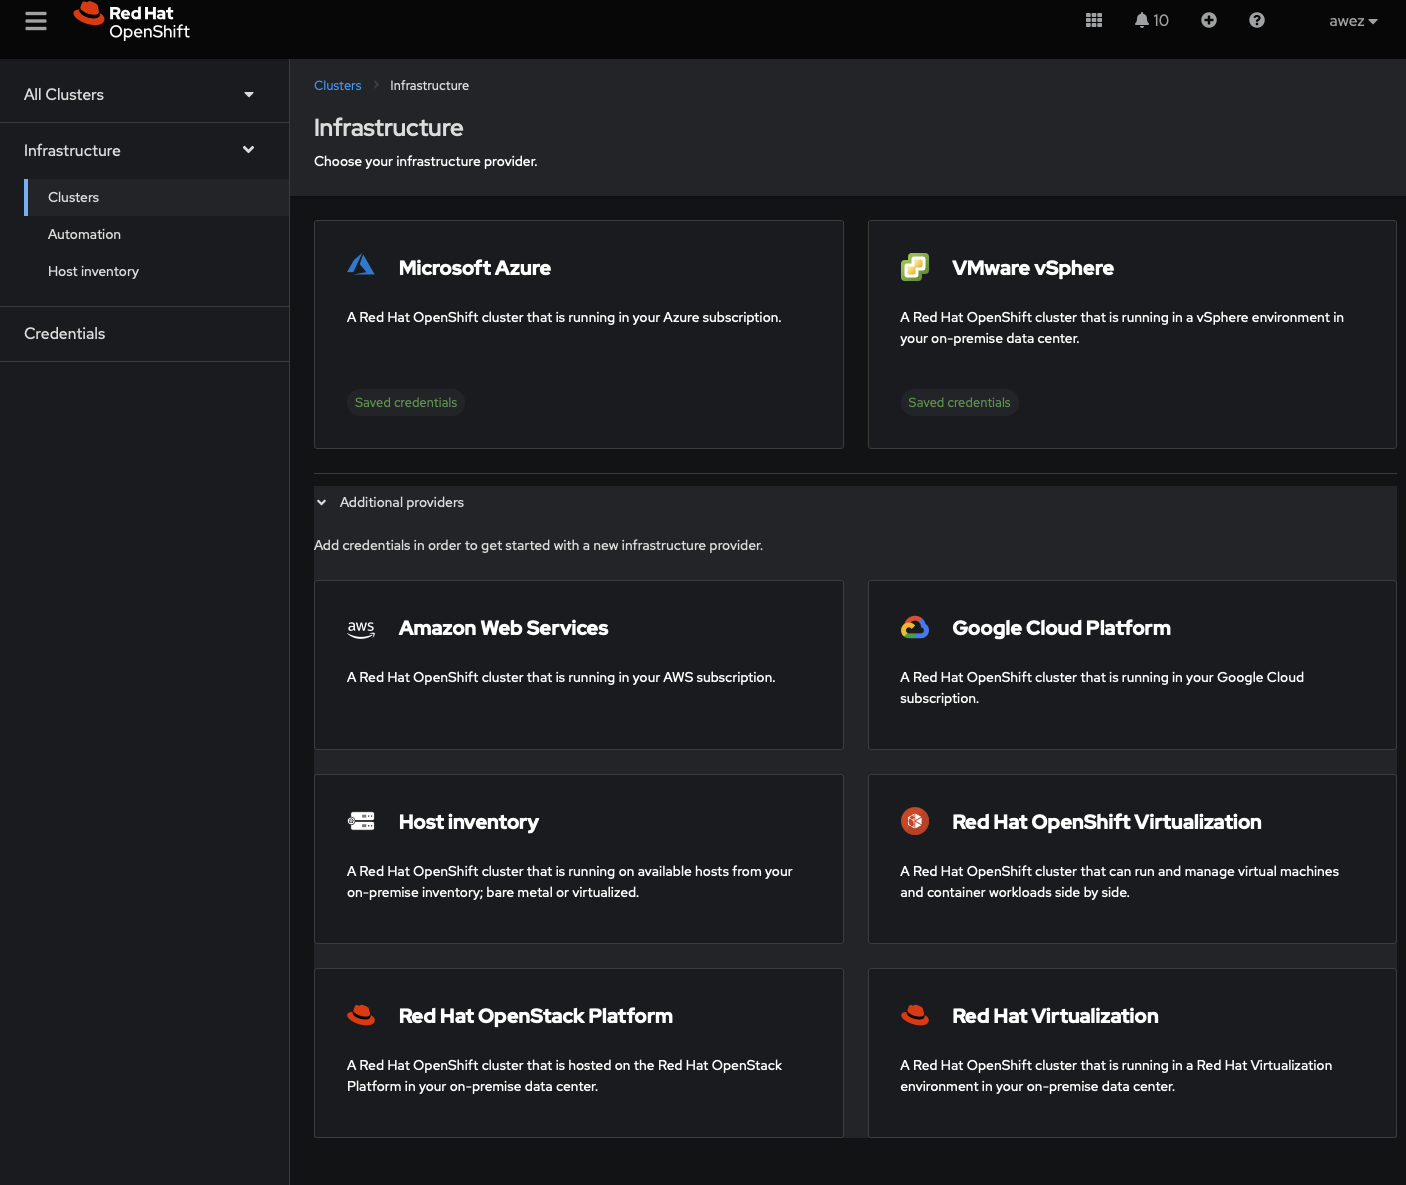 Red Hat
OpenShift
10
awez
All Clusters
Infrastructure
Clusters
Automation
Host inventory
Credentials
Clusters
Infrastructure
Infrastructure
Choose your infrastructure provider.
Microsoft Azure
A Red Hat OpenShift cluster that is running in your Azure subscription.
Saved credentials
VMware vSphere
A Red Hat OpenShift cluster that is running in a vSphere environment in
your on-premise data center.
Saved credentials
Additional providers
Add credentials in order to get started with a new infrastructure provider.
aws
Amazon Web Services
A Red Hat OpenShift cluster that is running in your AWS subscription.
Google Cloud Platform
A Red Hat OpenShift cluster that is running in your Google Cloud
subscription.
Host inventory
A Red Hat OpenShift cluster that is running on available hosts from your
on-premise inventory; bare metal or virtualized.
Red Hat OpenShift Virtualization
A Red Hat OpenShift cluster that can run and manage virtual machines
and container workloads side by side.
Red Hat OpenStack Platform
A Red Hat OpenShift cluster that is hosted on the Red Hat OpenStack
Platform in your on-premise data center.
Red Hat Virtualization
A Red Hat OpenShift cluster that is running in a Red Hat Virtualization
environment in your on-premise data center.